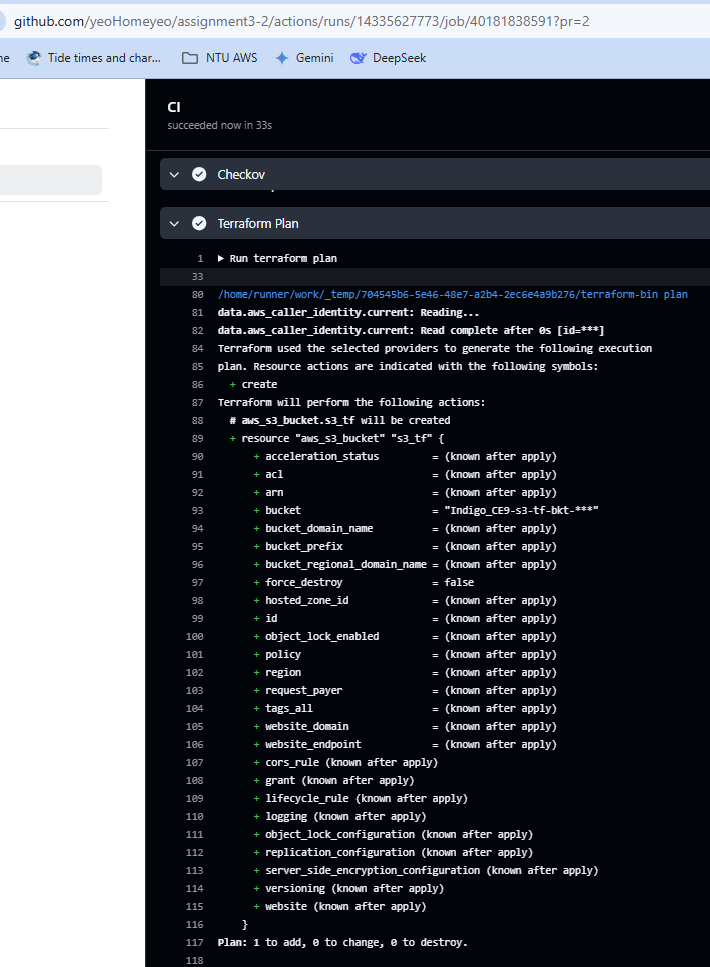 github.com/yeoHomeyeo/assignment3-2/actions/runs/14335627773/job/40181838591?pr=2
ne Tide times and char... NTU AWS Gemini DeepSeek
CI
succeeded now in 33s
Checkov
Terraform Plan
1 ▶ Run terraform plan
33
80 /home/runner/work/_temp/704545b6-5e46-48e7-a2b4-2ec6e4a9b276/terraform-bin plan
81 data.aws_caller_identity.current: Reading...
82 data.aws_caller_identity.current: Read complete after 0s [id=***]
84 Terraform used the selected providers to generate the following execution
85 plan. Resource actions are indicated with the following symbols:
86 + create
87 Terraform will perform the following actions:
88 # aws_s3_bucket.s3_tf will be created
89 + resource "aws_s3_bucket" "s3_tf" {
90 + acceleration_status = (known after apply)
91 + acl = (known after apply)
92 + arn = (known after apply)
93 + bucket = "Indigo_CE9-s3-tf-bkt-***"
94 + bucket_domain_name = (known after apply)
95 + bucket_prefix = (known after apply)
96 + bucket_regional_domain_name = (known after apply)
97 + force_destroy = false
98 + hosted_zone_id = (known after apply)
99 + id = (known after apply)
100 + object_lock_enabled = (known after apply)
101 + policy = (known after apply)
102 + region = (known after apply)
103 + request_payer = (known after apply)
104 + tags_all = (known after apply)
105 + website_domain = (known after apply)
106 + website_endpoint = (known after apply)
107 + cors_rule (known after apply)
108 + grant (known after apply)
109 + lifecycle_rule (known after apply)
110 + logging (known after apply)
111 + object_lock_configuration (known after apply)
112 + replication_configuration (known after apply)
113 + server_side_encryption_configuration (known after apply)
114 + versioning (known after apply)
115 + website (known after apply)
116 }
117 Plan: 1 to add, 0 to change, 0 to destroy.
118